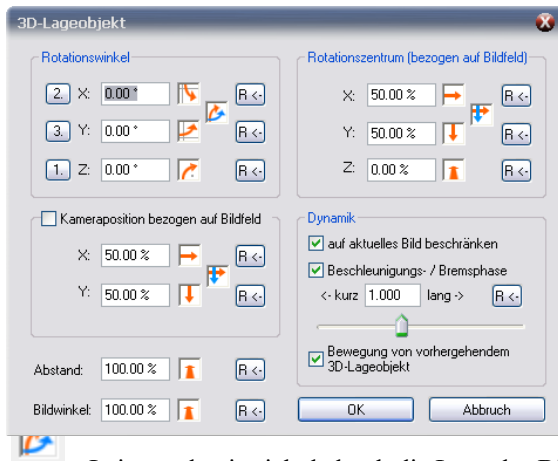 3D-Lageobjekt
Rotationswinkel
2. X: 0.00 ° R <-
3. Y: 0.00 ° R <-
1. Z: 0.00 ° R <-
Rotationszentrum (bezogen auf Bildfeld)
X: 50.00 % R <-
Y: 50.00 % R <-
Z: 0.00 % R <-
Kameraposition bezogen auf Bildfeld
X: 50.00 % R <-
Y: 50.00 % R <-
Abstand: 100.00 % R <-
Bildwinkel: 100.00 % R <-
Dynamik
auf aktuelles Bild beschränken
Beschleunigungs- / Bremsphase
<- kurz 1.000 lang -> R <-
Bewegung von vorhergehendem
3D-Lageobjekt
OK Abbruch